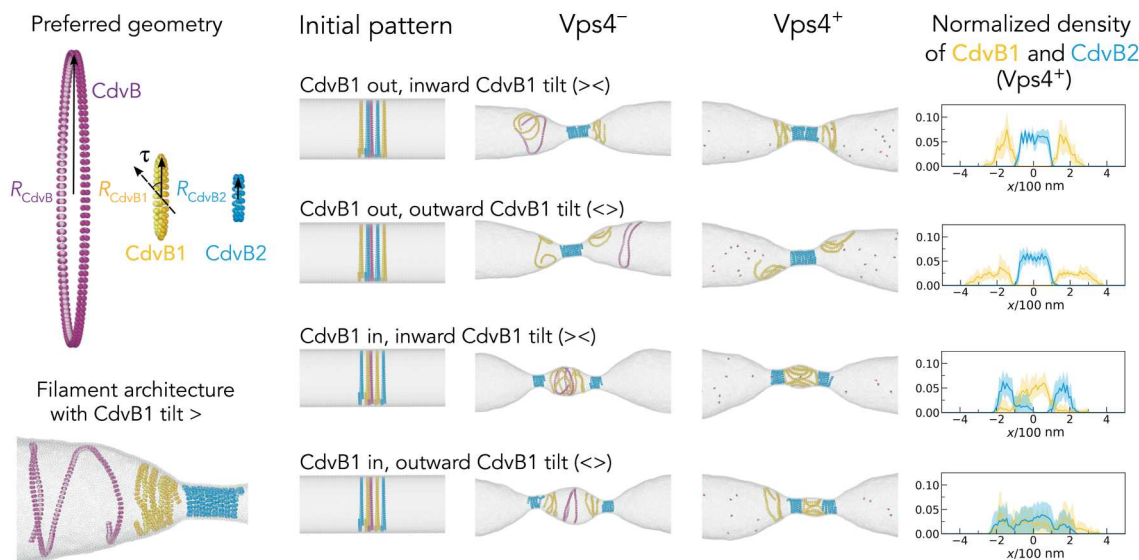 Preferred geometry
CdvB
τ
R_CdvB
R_CdvB1
R_CdvB2
CdvB1
CdvB2
Filament architecture
with CdvB1 tilt >
Initial pattern
Vps4⁻
Vps4⁺
Normalized density
of CdvB1 and CdvB2
(Vps4⁺)
CdvB1 out, inward CdvB1 tilt (><)
0.10
0.05
0.00
−4 −2 0 2 4
x/100 nm
CdvB1 out, outward CdvB1 tilt (<>)
0.10
0.05
0.00
−4 −2 0 2 4
x/100 nm
CdvB1 in, inward CdvB1 tilt (><)
0.10
0.05
0.00
−4 −2 0 2 4
x/100 nm
CdvB1 in, outward CdvB1 tilt (<>)
0.10
0.05
0.00
−4 −2 0 2 4
x/100 nm